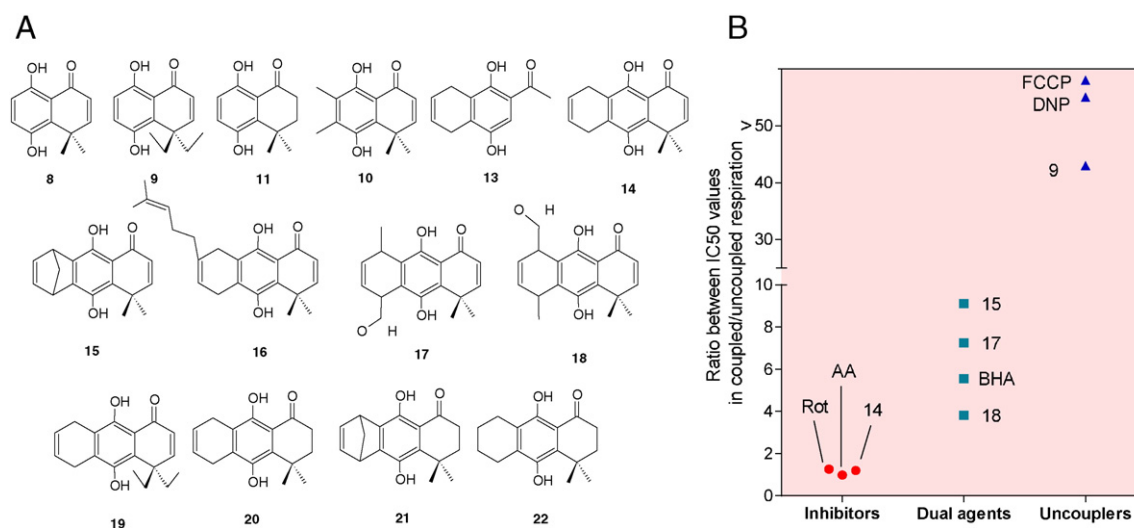 A
B
OH O
OH
8
OH O
OH
9
OH O
OH
11
OH O
OH
10
OH O
OH
13
OH O
OH
14
OH O
OH
15
OH O
OH
16
OH O
OH
O H
17
O H
OH O
OH
18
OH O
OH
19
OH O
OH
20
OH O
OH
21
OH O
OH
22
Ratio between IC50 values
in coupled/uncoupled respiration
>
50
40
30
10
8
6
4
2
0
FCCP
DNP
9
15
17
BHA
18
AA
Rot
14
Inhibitors Dual agents Uncouplers